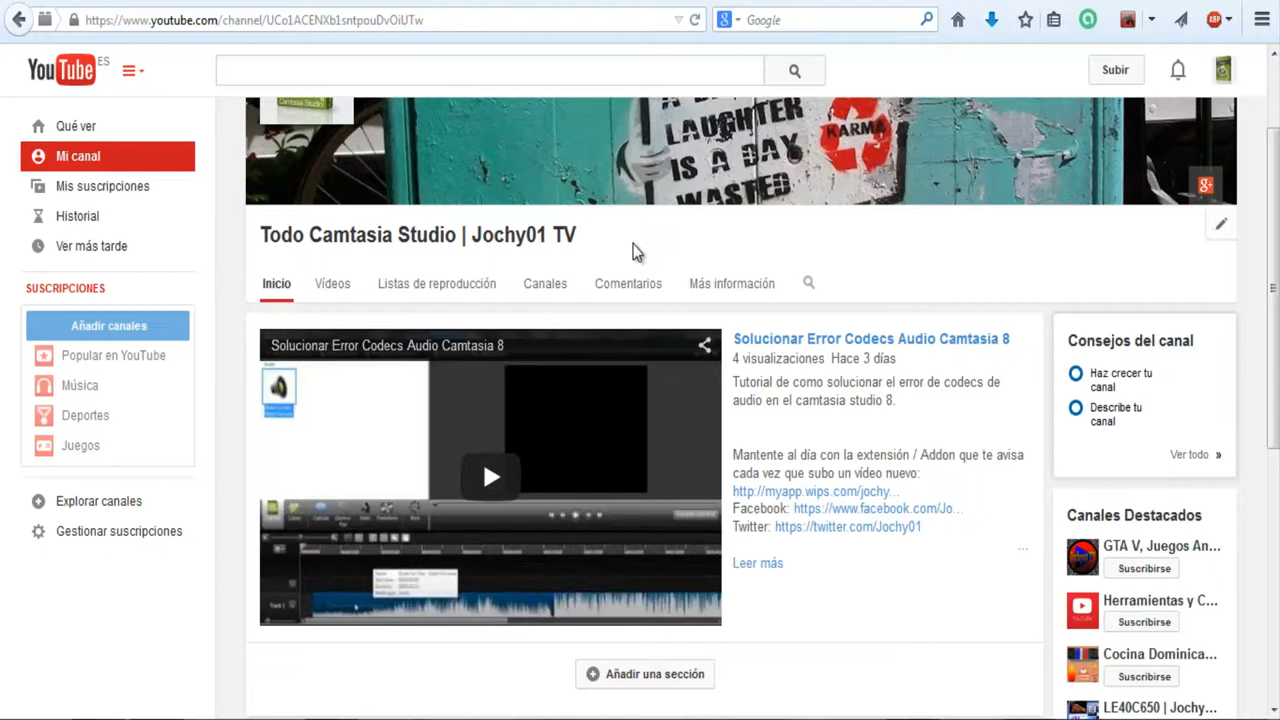 https://www.youtube.com/channel/UCo1ACENXb1sntpouDvOiUTw
Google
ABP
YouTube ES
Subir
Camtasia Studio
LAUGHTER
IS A DAY
WASTED
KARMA
Qué ver
Mi canal
Mis suscripciones
Historial
Ver más tarde
SUSCRIPCIONES
Añadir canales
Popular en YouTube
Música
Deportes
Juegos
Explorar canales
Gestionar suscripciones
Todo Camtasia Studio | Jochy01 TV
Inicio
Vídeos
Listas de reproducción
Canales
Comentarios
Más información
Solucionar Error Codecs Audio Camtasia 8
Solucionar Error Codecs Audio Camtasia 8
4 visualizaciones Hace 3 días
Tutorial de como solucionar el error de codecs de
audio en el camtasia studio 8.
Mantente al día con la extensión / Addon que te avisa
cada vez que subo un vídeo nuevo:
http://myapp.wips.com/jochy...
Facebook: https://www.facebook.com/Jo...
Twitter: https://twitter.com/Jochy01
...
Leer más
Añadir una sección
Consejos del canal
Haz crecer tu
canal
Describe tu
canal
Ver todo »
Canales Destacados
GTA V, Juegos An...
Suscribirse
Herramientas y C...
Suscribirse
Cocina Dominica...
Suscribirse
LE40C650 | Jochy...